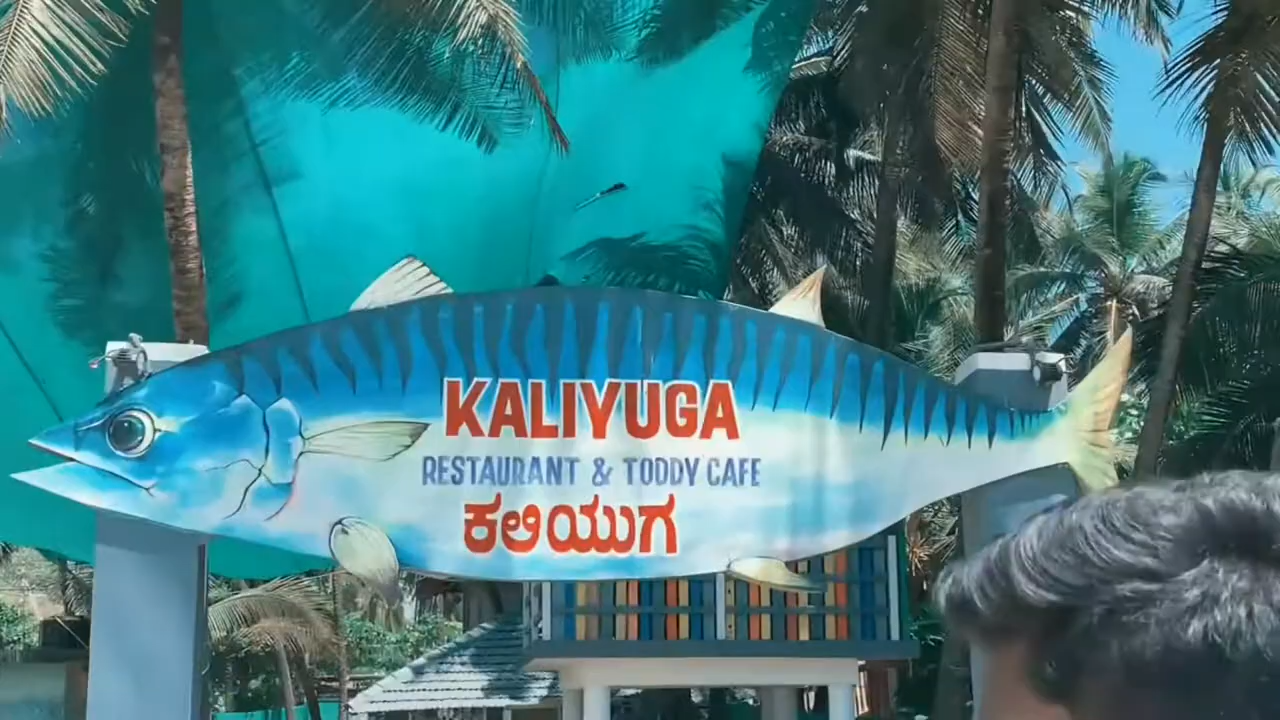 KALIYUGA
RESTAURANT & TODDY CAFE
ಕಲಿಯುಗ